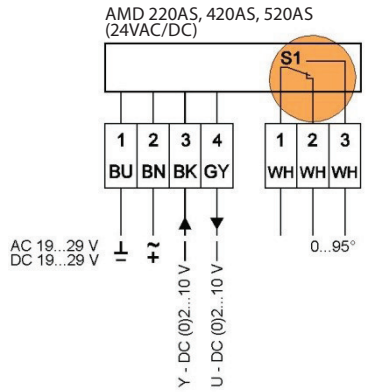 AMD 220AS, 420AS, 520AS
(24VAC/DC)
S1
1 2 3 4
BU BN BK GY
1 2 3
WH WH WH
AC 19...29 V ⊥ ~
DC 19...29 V − +
0...95°
Y - DC (0)2...10 V
U - DC (0)2...10 V